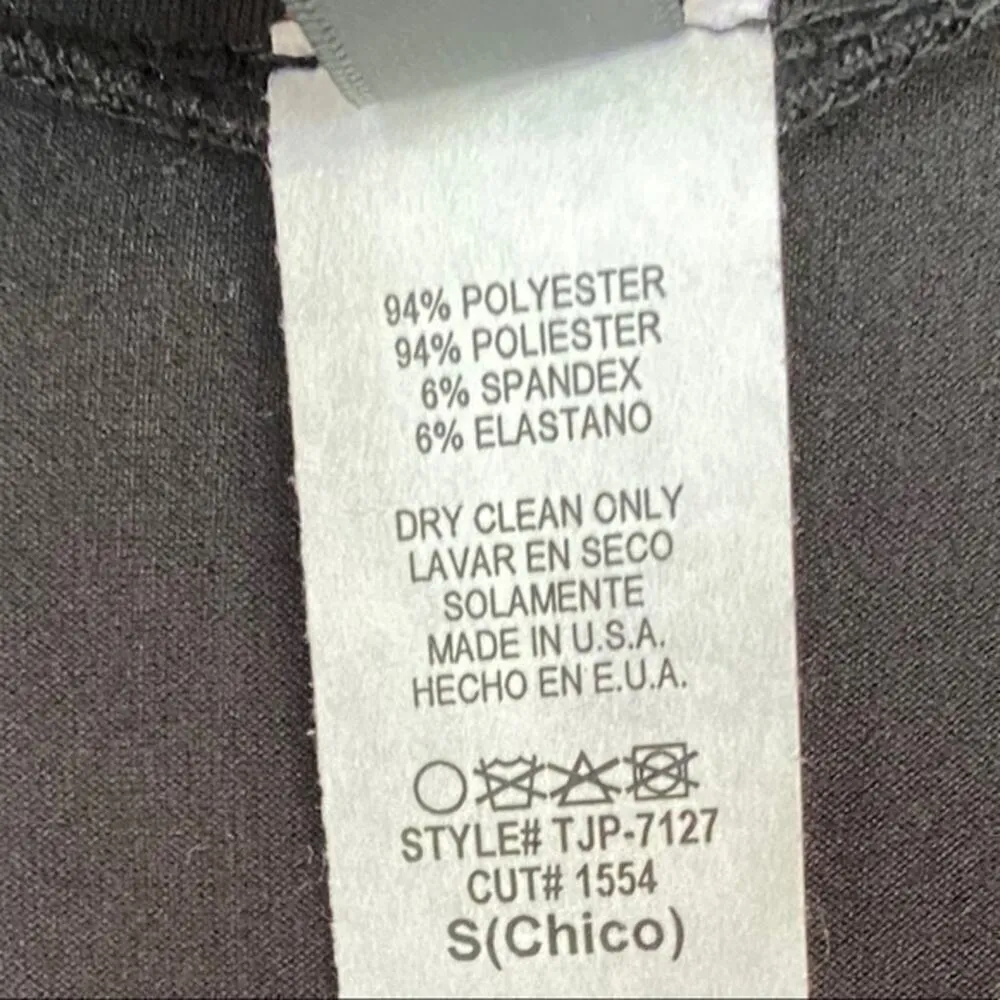 94% POLYESTER
94% POLIESTER
6% SPANDEX
6% ELASTANO
DRY CLEAN ONLY
LAVAR EN SECO
SOLAMENTE
MADE IN U.S.A.
HECHO EN E.U.A.
STYLE# TJP-7127
CUT# 1554
S(Chico)